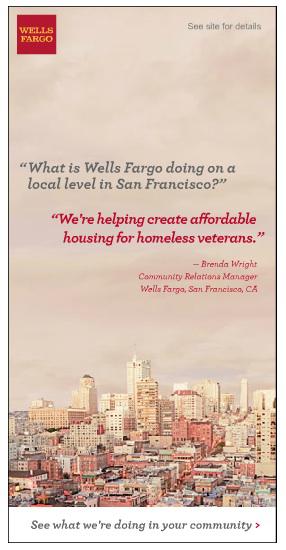 WELLS
FARGO
See site for details
“What is Wells Fargo doing on a
local level in San Francisco?”
“We're helping create affordable
housing for homeless veterans.”
— Brenda Wright
Community Relations Manager
Wells Fargo, San Francisco, CA
See what we're doing in your community >